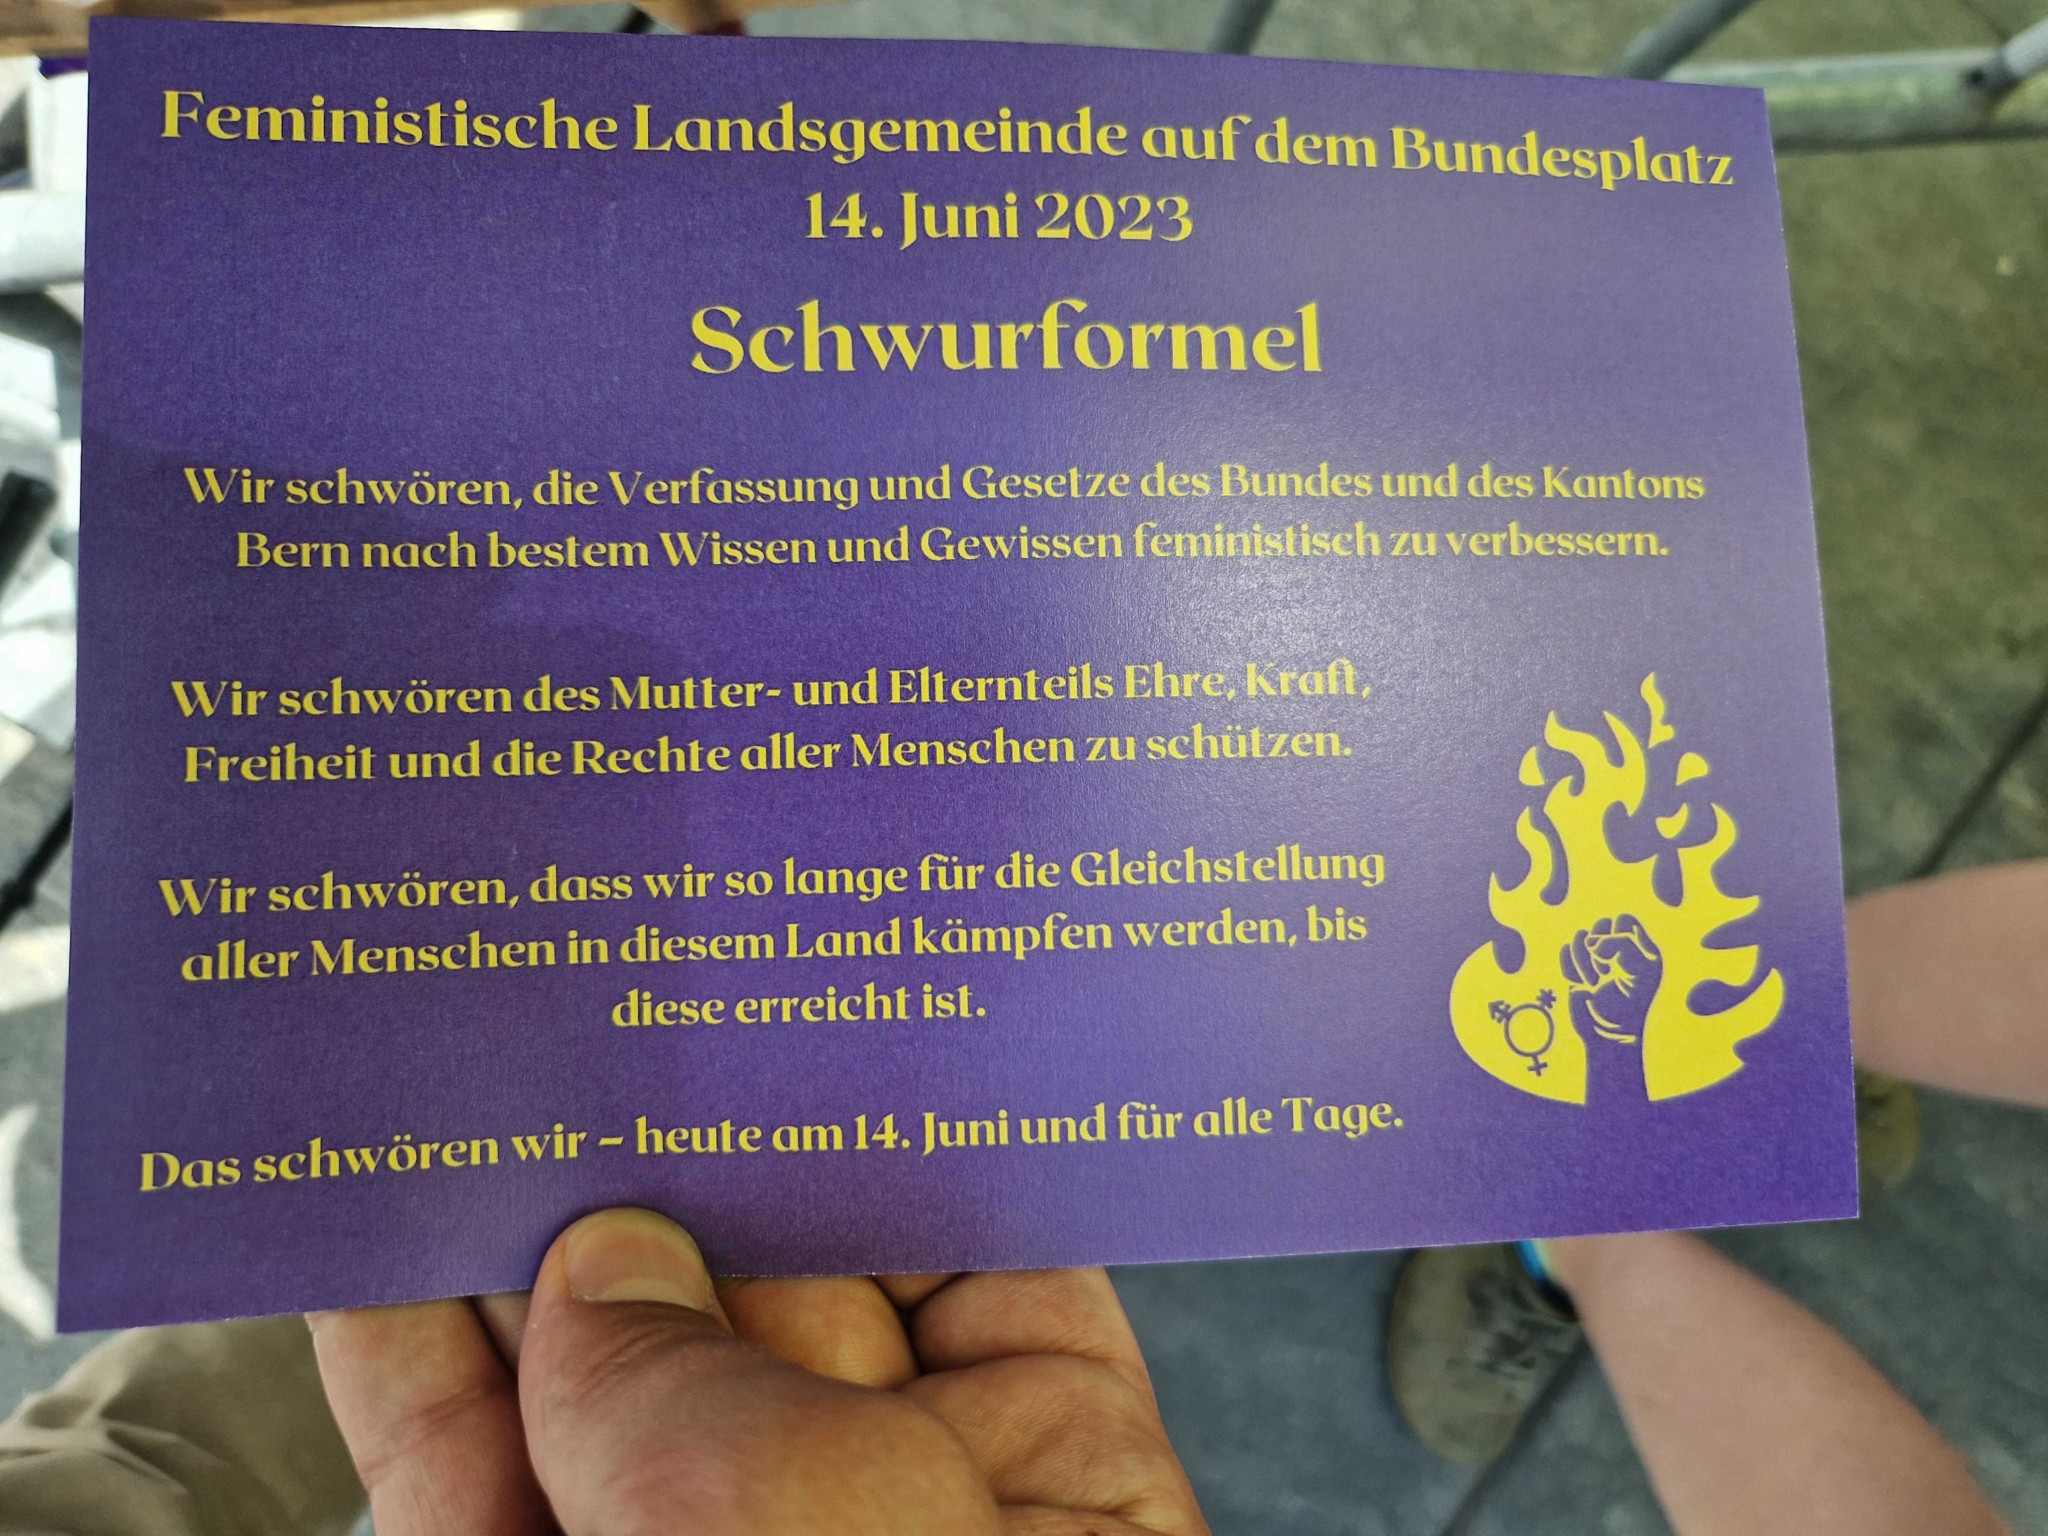 Feministische Landsgemeinde auf dem Bundesplatz
14. Juni 2023
Schwurformel
Wir schwören, die Verfassung und Gesetze des Bundes und des Kantons
Bern nach bestem Wissen und Gewissen feministisch zu verbessern.
Wir schwören des Mutter- und Elternteils Ehre, Kraft,
Freiheit und die Rechte aller Menschen zu schützen.
Wir schwören, dass wir so lange für die Gleichstellung
aller Menschen in diesem Land kämpfen werden, bis
diese erreicht ist.
Das schwören wir – heute am 14. Juni und für alle Tage.